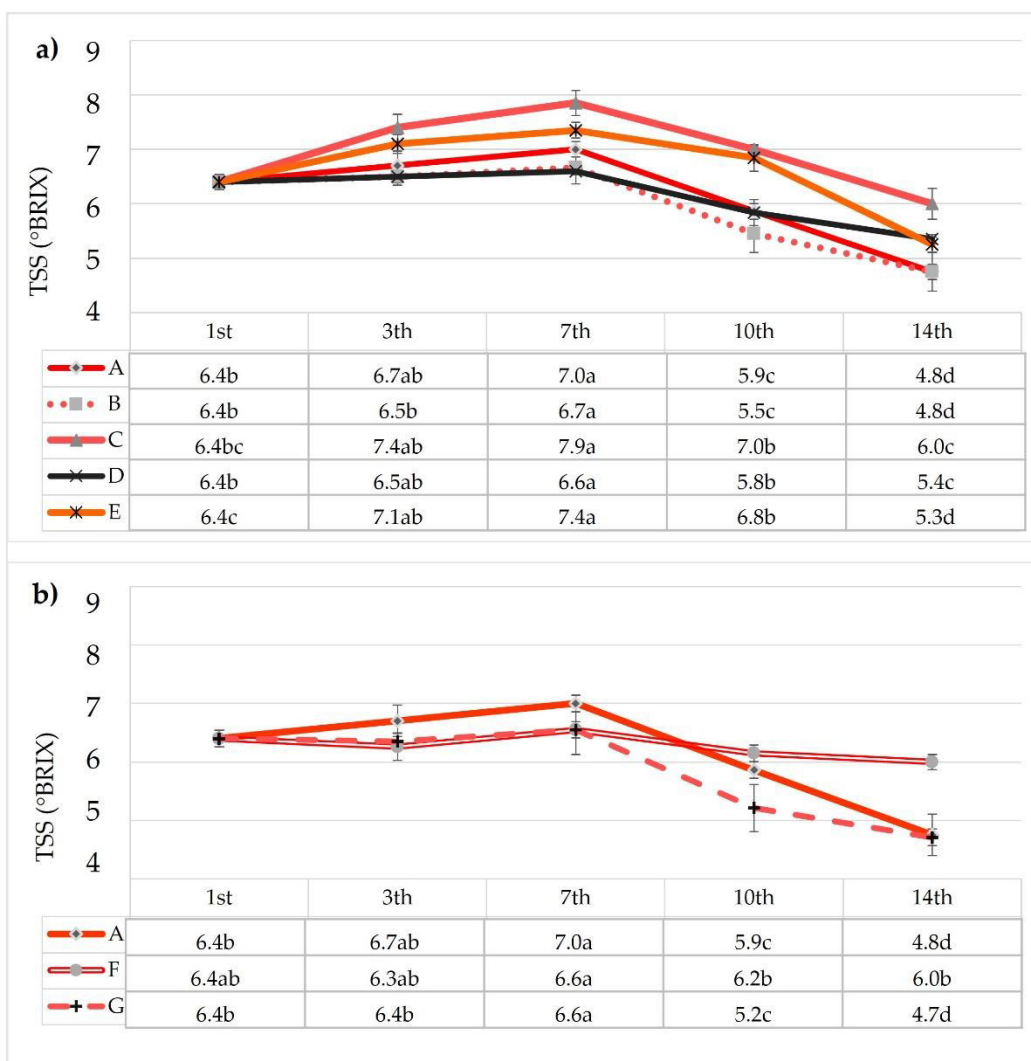 a)
9
8
7
6
5
4
TSS (°BRIX)
1st 3th 7th 10th 14th
A 6.4b 6.7ab 7.0a 5.9c 4.8d
B 6.4b 6.5b 6.7a 5.5c 4.8d
C 6.4bc 7.4ab 7.9a 7.0b 6.0c
D 6.4b 6.5ab 6.6a 5.8b 5.4c
E 6.4c 7.1ab 7.4a 6.8b 5.3d
b)
9
8
7
6
5
4
TSS (°BRIX)
1st 3th 7th 10th 14th
A 6.4b 6.7ab 7.0a 5.9c 4.8d
F 6.4ab 6.3ab 6.6a 6.2b 6.0b
G 6.4b 6.4b 6.6a 5.2c 4.7d